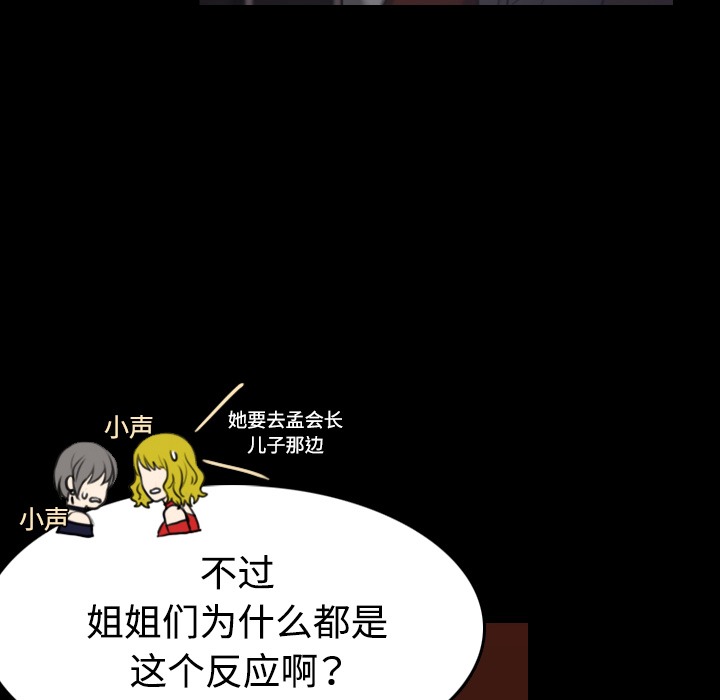 小声
她要去孟会长
儿子那边
小声
不过
姐姐们为什么都是
这个反应啊？